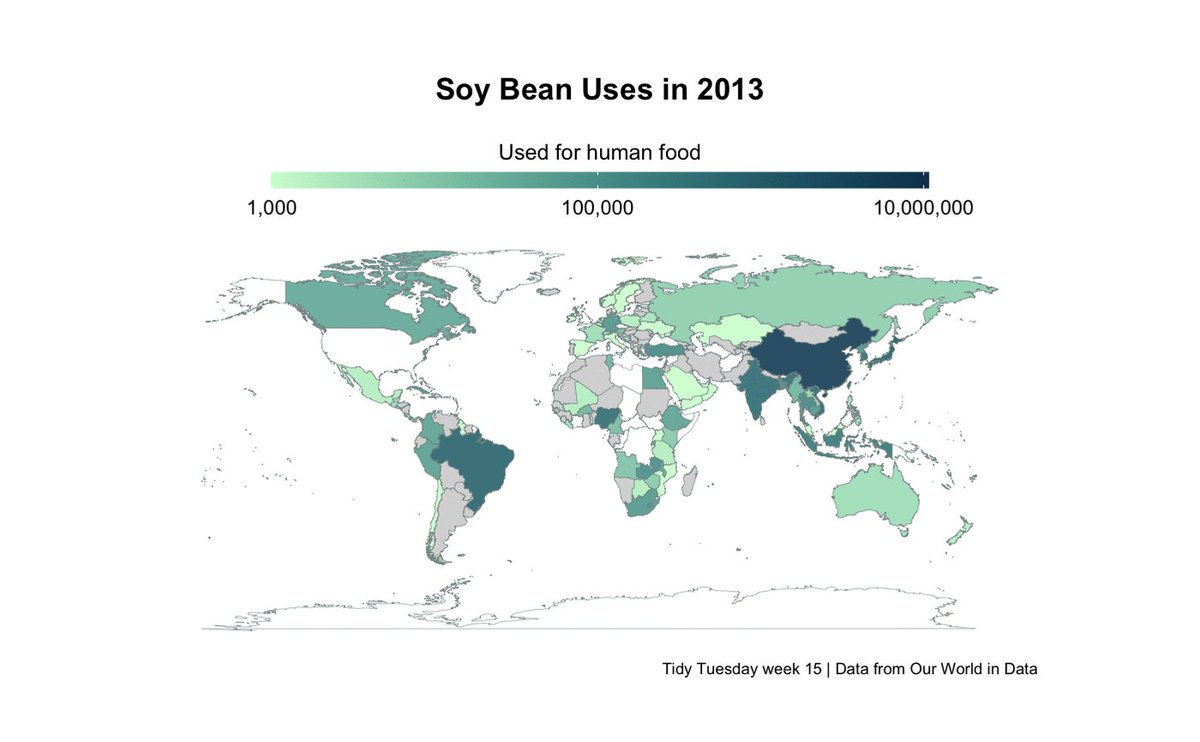 Soy Bean Uses in 2013
Used for human food
1,000 100,000 10,000,000
Tidy Tuesday week 15 | Data from Our World in Data